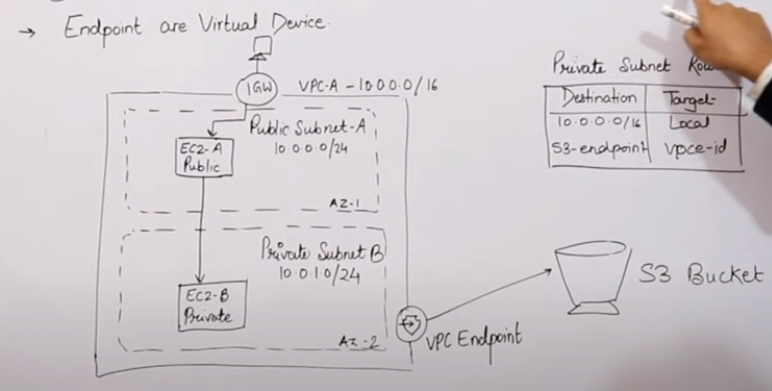 → Endpoint are Virtual Device.
IGW
VPC-A - 10.0.0.0/16
Public Subnet-A
10.0.0.0/24
EC2-A
Public
AZ-1
Private Subnet B
10.0.1.0/24
EC2-B
Private
AZ-2
VPC Endpoint
S3 Bucket
Private Subnet
Destination Target
10.0.0.0/16 Local
S3-endpoint vpce-id